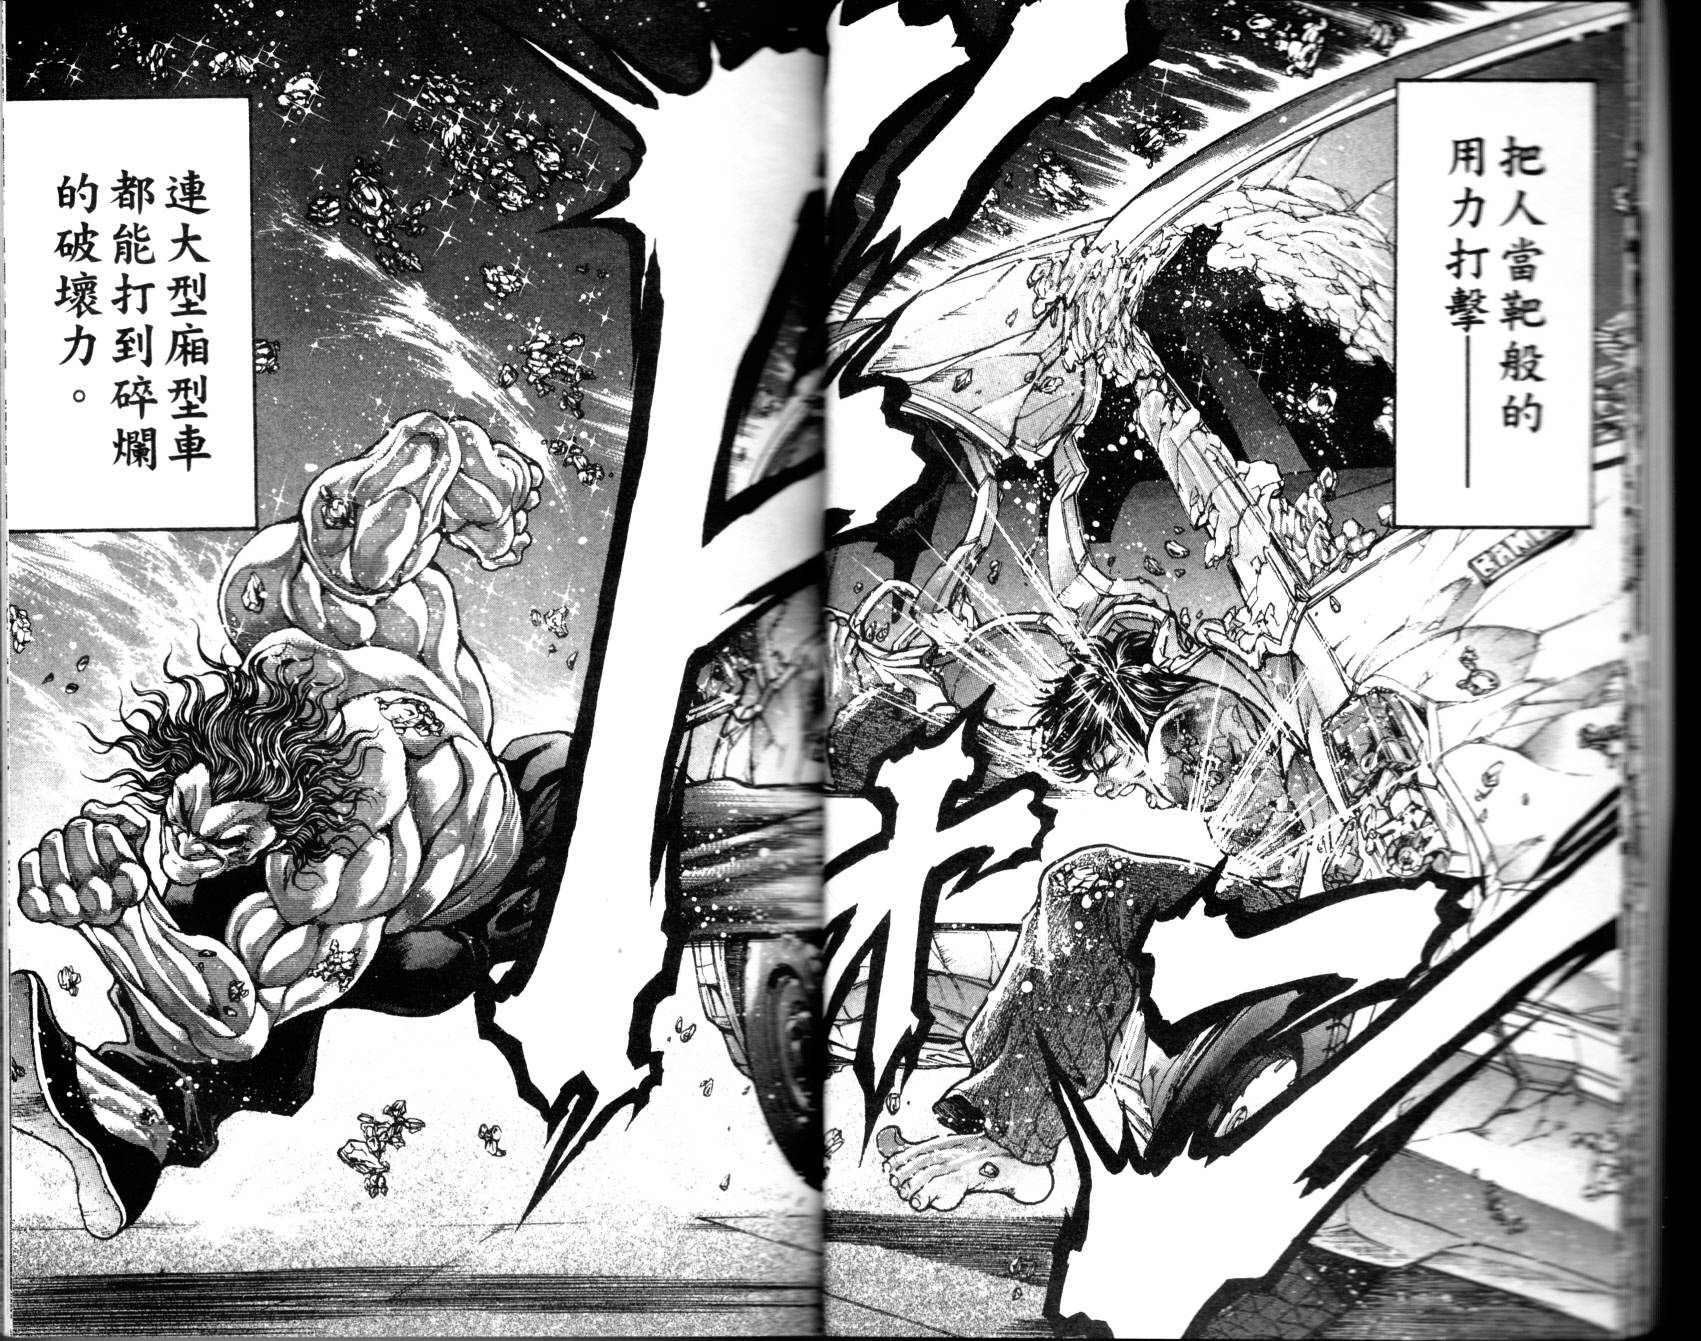 把人當靶般的
用力打擊——
連大型廂型車
都能打到碎爛
的破壞力。